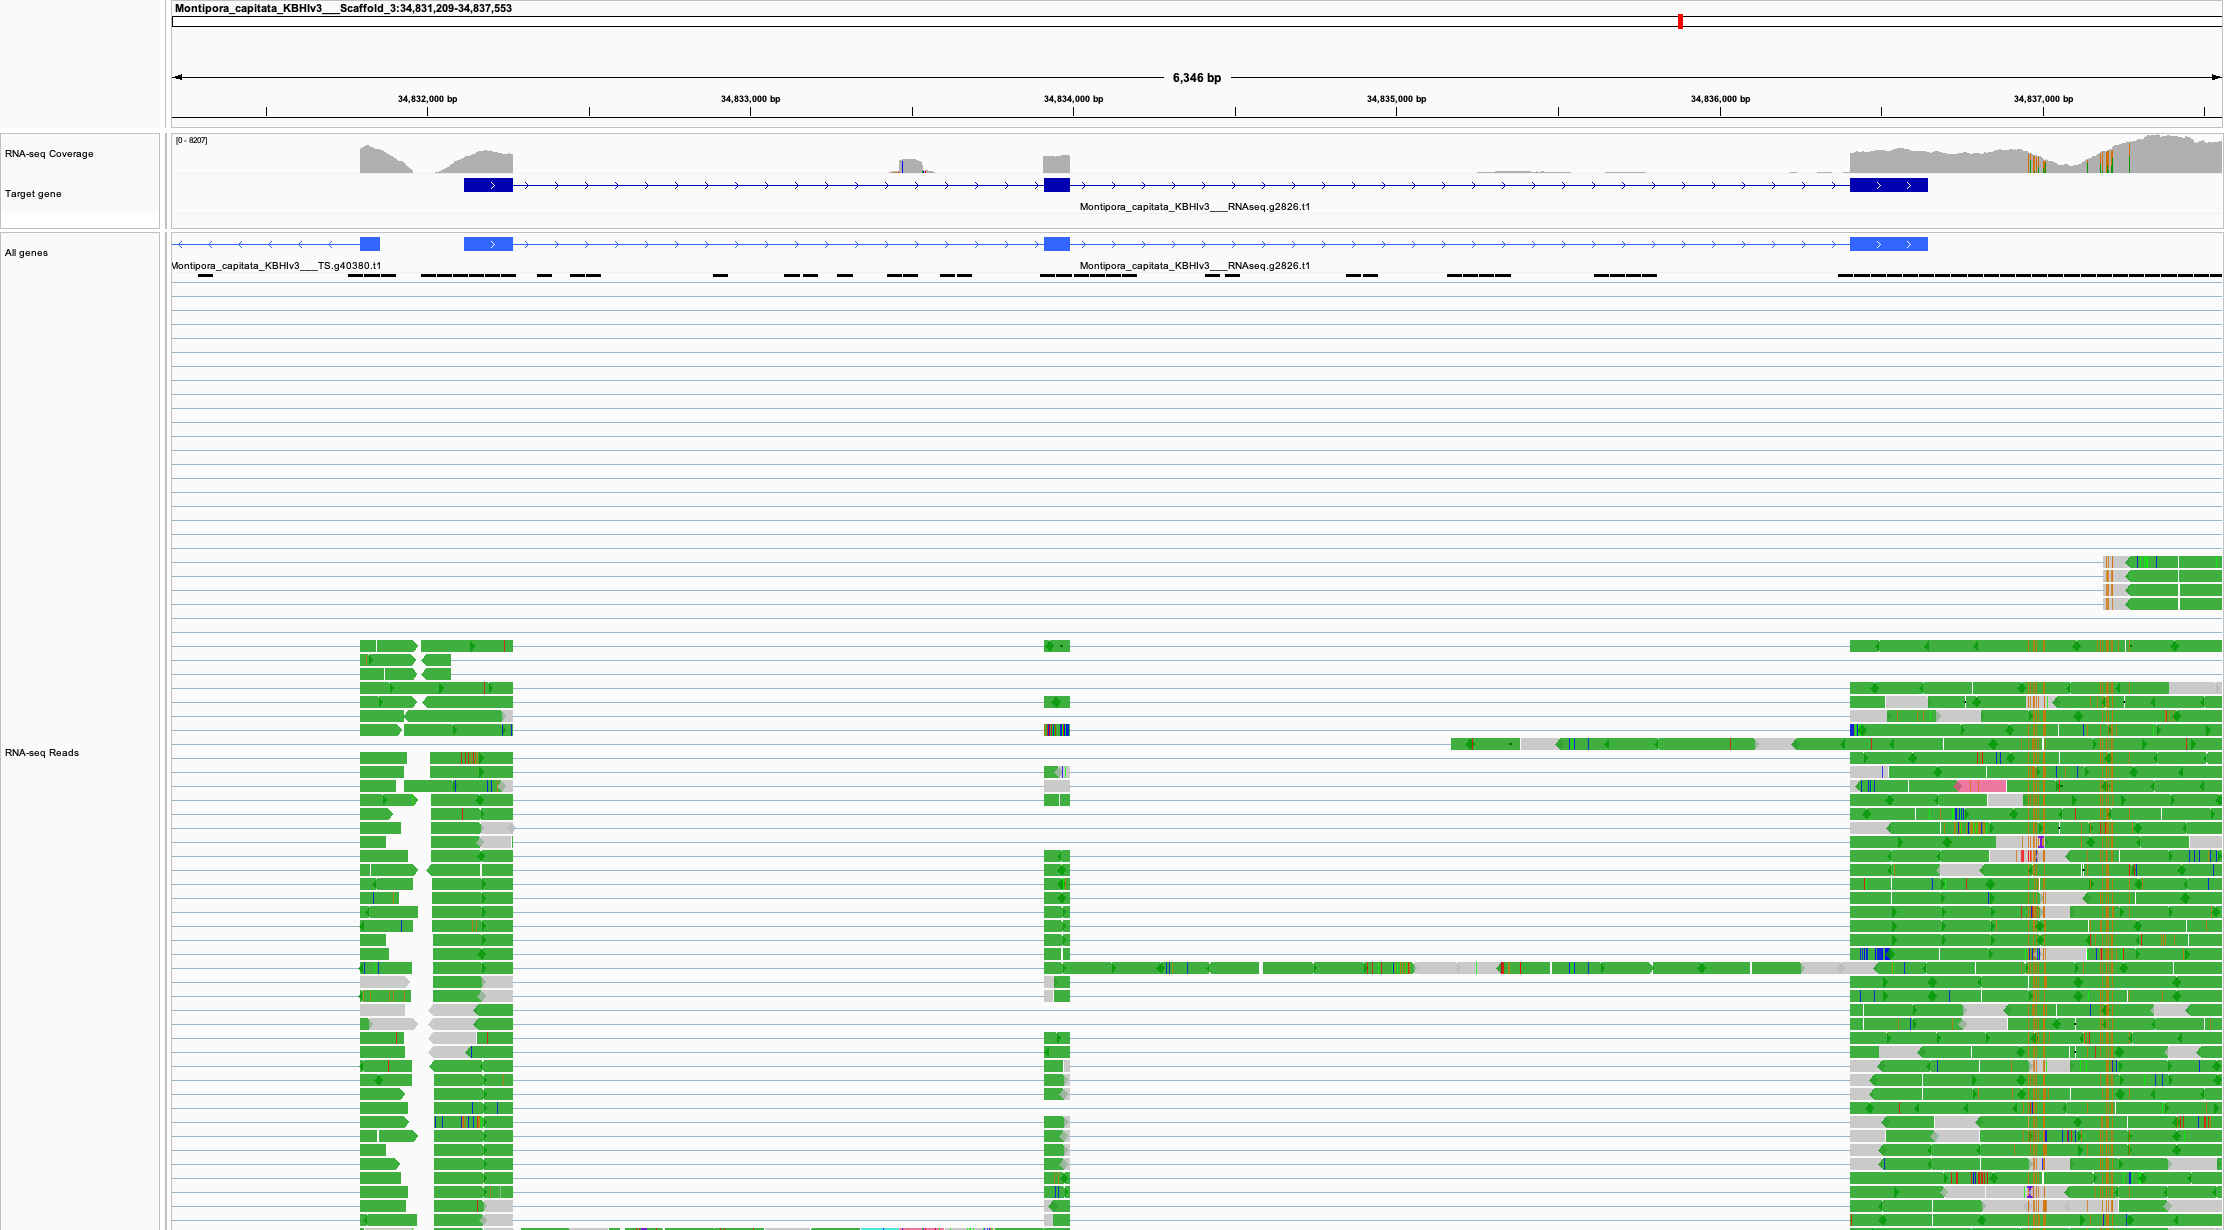 Montipora_capitata_KBHIv3___Scaffold_3:34,831,209-34,837,553
6,346 bp
34,832,000 bp 34,833,000 bp 34,834,000 bp 34,835,000 bp 34,836,000 bp 34,837,000 bp
[0 - 8207]
RNA-seq Coverage
Target gene
Montipora_capitata_KBHIv3___RNAseq.g2826.t1
All genes
Montipora_capitata_KBHIv3___TS.g40380.t1 Montipora_capitata_KBHIv3___RNAseq.g2826.t1
RNA-seq Reads